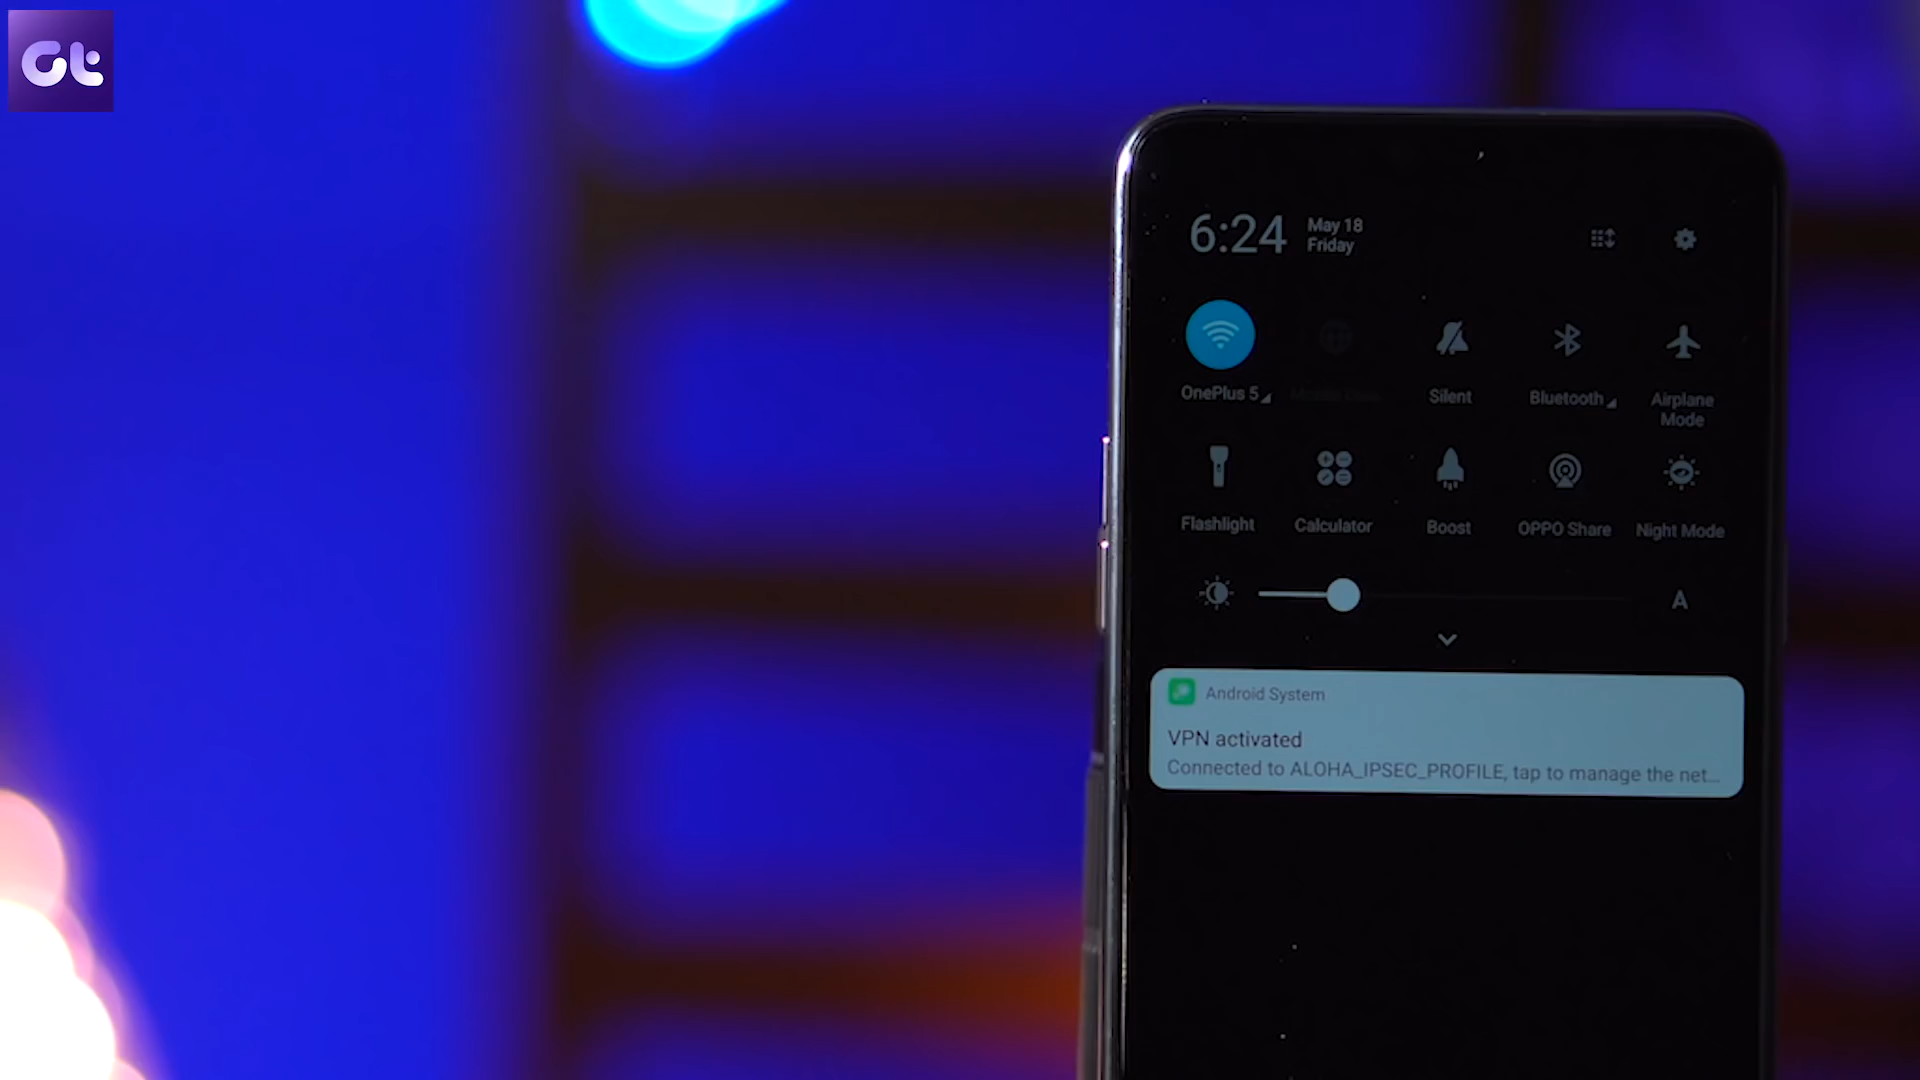 Gt
6:24
May 18
Friday
OnePlus 5
Silent
Bluetooth
Airplane
Mode
Flashlight
Calculator
Boost
OPPO Share
Night Mode
A
Android System
VPN activated
Connected to ALOHA_IPSEC_PROFILE, tap to manage the net...